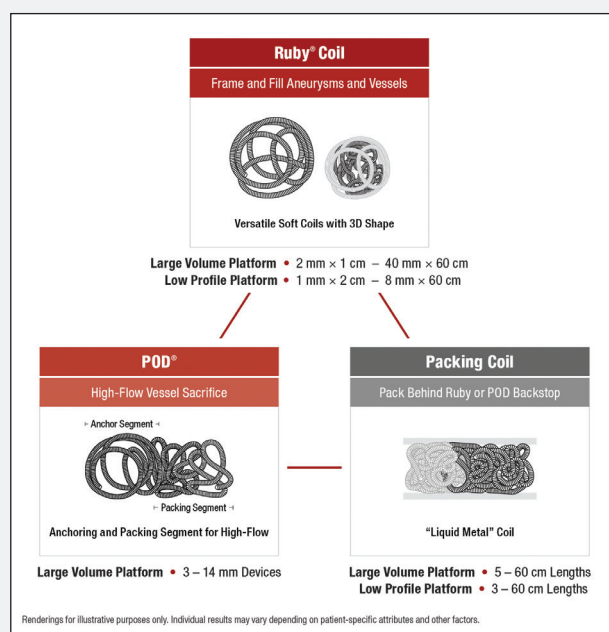 Ruby® Coil
Frame and Fill Aneurysms and Vessels
Versatile Soft Coils with 3D Shape
Large Volume Platform • 2 mm × 1 cm – 40 mm × 60 cm
Low Profile Platform • 1 mm × 2 cm – 8 mm × 60 cm
POD®
High-Flow Vessel Sacrifice
Anchor Segment
Packing Segment
Anchoring and Packing Segment for High-Flow
Large Volume Platform • 3 – 14 mm Devices
Packing Coil
Pack Behind Ruby or POD Backstop
“Liquid Metal” Coil
Large Volume Platform • 5 – 60 cm Lengths
Low Profile Platform • 3 – 60 cm Lengths
Renderings for illustrative purposes only. Individual results may vary depending on patient-specific attributes and other factors.